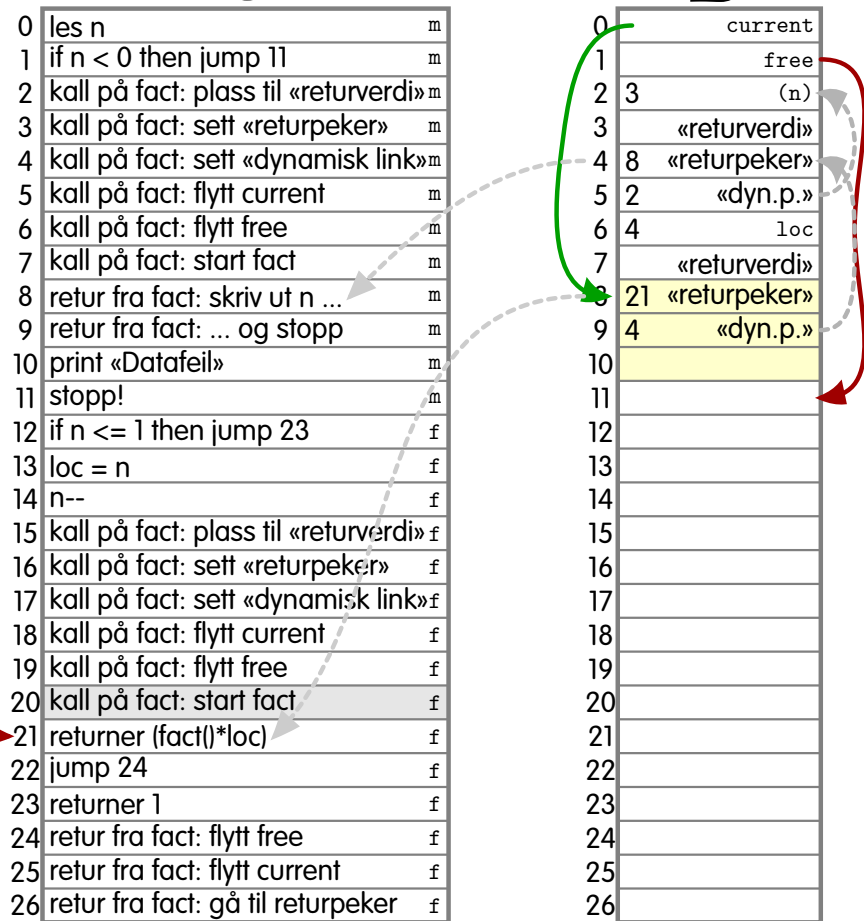 0 les n m
1 if n < 0 then jump 11 m
2 kall på fact: plass til «returverdi» m
3 kall på fact: sett «returpeker» m
4 kall på fact: sett «dynamisk link» m
5 kall på fact: flytt current m
6 kall på fact: flytt free m
7 kall på fact: start fact m
8 retur fra fact: skriv ut n ... m
9 retur fra fact: ... og stopp m
10 print «Datafeil» m
11 stopp! m
12 if n <= 1 then jump 23 f
13 loc = n f
14 n-- f
15 kall på fact: plass til «returverdi» f
16 kall på fact: sett «returpeker» f
17 kall på fact: sett «dynamisk link» f
18 kall på fact: flytt current f
19 kall på fact: flytt free f
20 kall på fact: start fact f
21 returner (fact()*loc) f
22 jump 24 f
23 returner 1 f
24 retur fra fact: flytt free f
25 retur fra fact: flytt current f
26 retur fra fact: gå til returpeker f
0 current
1 free
2 3 (n)
3 «returverdi»
4 8 «returpeker»
5 2 «dyn.p.»
6 4 loc
7 «returverdi»
8 21 «returpeker»
9 4 «dyn.p.»
10
11
12
13
14
15
16
17
18
19
20
21
22
23
24
25
26